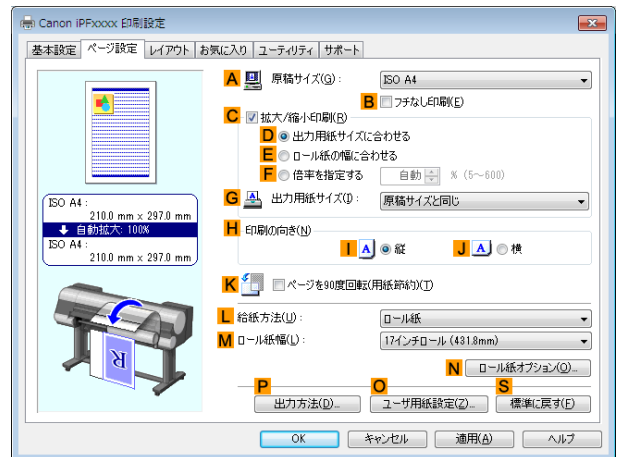 Canon iPFxxxx 印刷設定
基本設定 ページ設定 レイアウト お気に入り ユーティリティ サポート
A 原稿サイズ(G): ISO A4
B フチなし印刷(E)
C 拡大/縮小印刷(R)
D 出力用紙サイズに合わせる
E ロール紙の幅に合わせる
F 倍率を指定する 自動 % (5～600)
G 出力用紙サイズ(I): 原稿サイズと同じ
H 印刷の向き(N)
I A 縦 J A 横
K ページを90度回転(用紙節約)(T)
L 給紙方法(U): ロール紙
M ロール紙幅(L): 17インチロール (431.8mm)
N ロール紙オプション(O)...
P O S
出力方法(D)... ユーザ用紙設定(Z)... 標準に戻す(F)
ISO A4 :
210.0 mm x 297.0 mm
自動拡大: 100%
ISO A4 :
210.0 mm x 297.0 mm
R
OK キャンセル 適用(A) ヘルプ